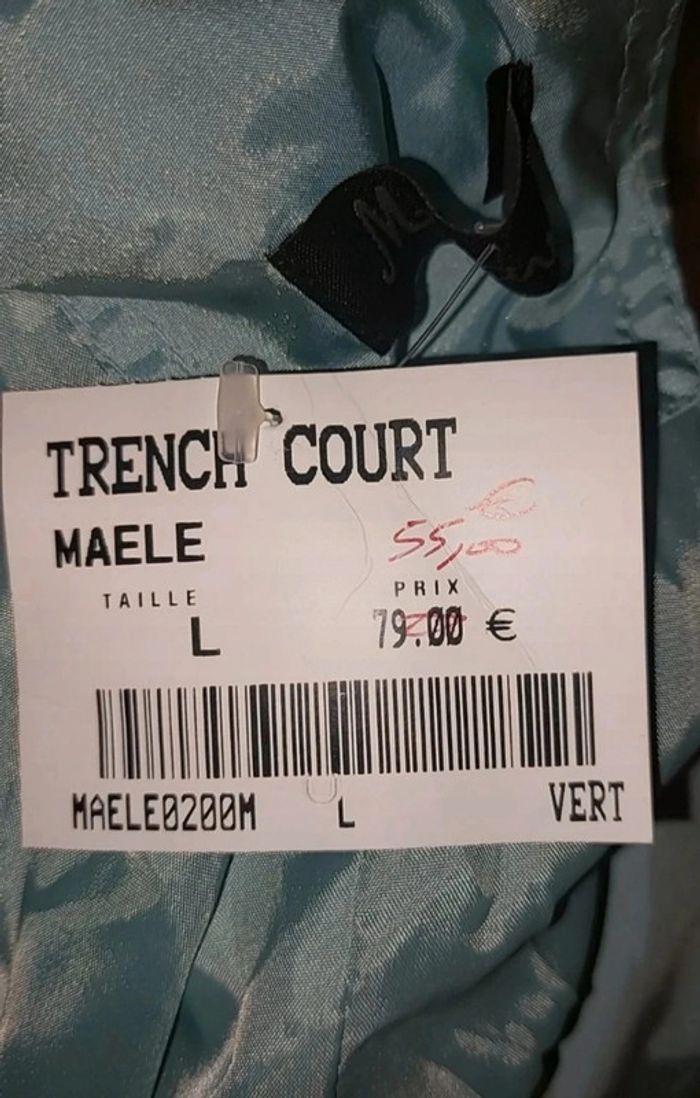 M
TRENCH COURT
MAELE
55,00 €
TAILLE
PRIX
L
79.00 €
MAELE0200M
L
VERT